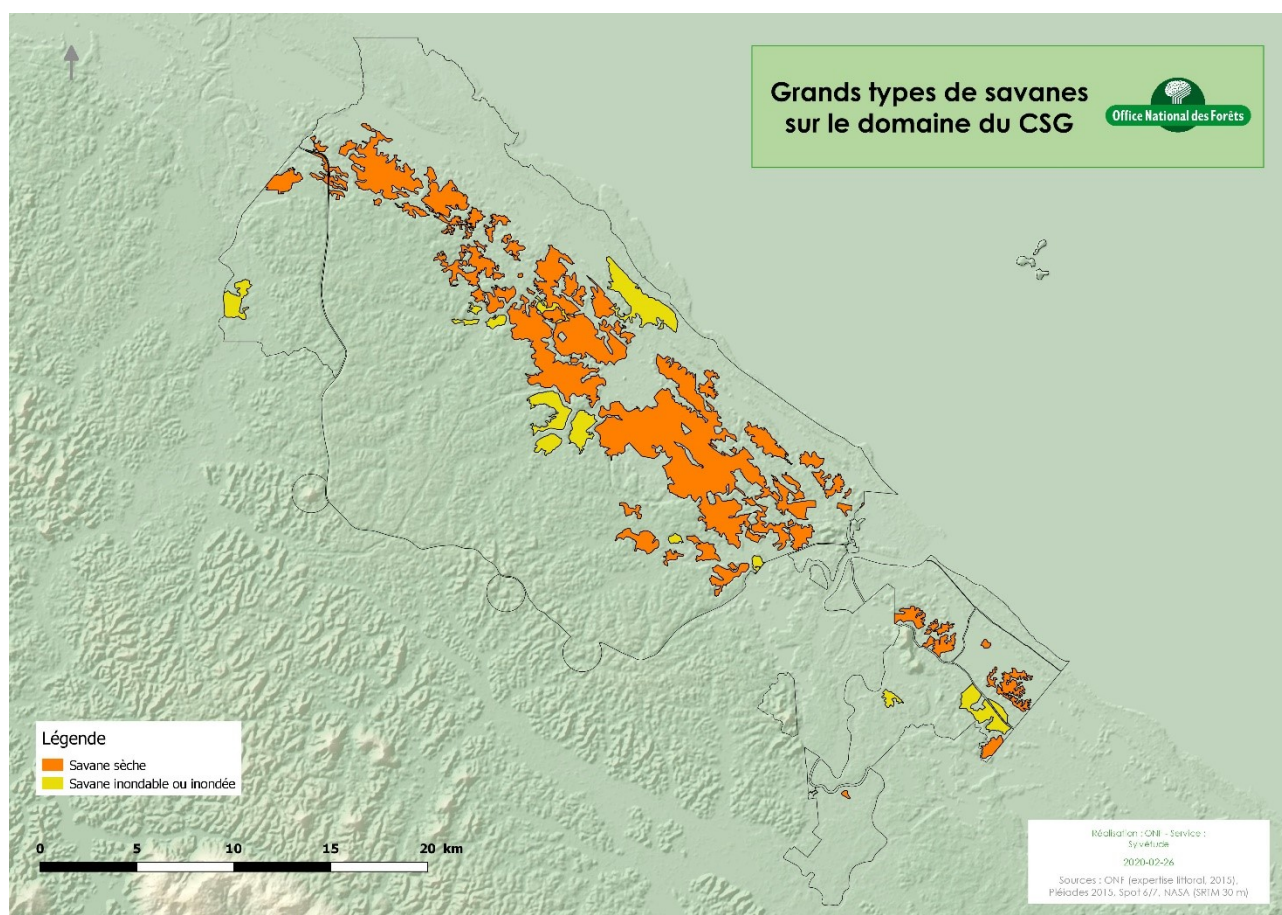 Grands types de savanes
sur le domaine du CSG
Office National des Forêts
Légende
Savane sèche
Savane inondable ou inondée
0 5 10 15 20 km
Réalisation : ONF - Service :
Sylvétude
2020-02-26
Sources : ONF (expertise littoral, 2015),
Pléiades 2015, Spot 6/7, NASA (SRTM 30 m)